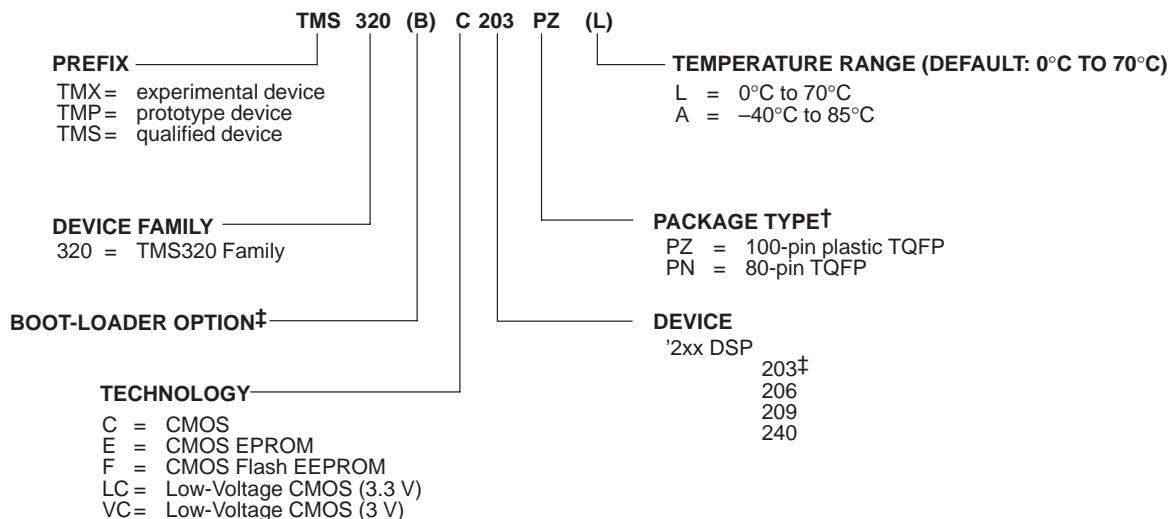 TMS 320 (B) C 203 PZ (L)
PREFIX
TMX = experimental device
TMP = prototype device
TMS = qualified device
TEMPERATURE RANGE (DEFAULT: 0°C TO 70°C)
L = 0°C to 70°C
A = –40°C to 85°C
DEVICE FAMILY
320 = TMS320 Family
PACKAGE TYPE†
PZ = 100-pin plastic TQFP
PN = 80-pin TQFP
BOOT-LOADER OPTION‡
DEVICE
'2xx DSP
203‡
206
209
240
TECHNOLOGY
C = CMOS
E = CMOS EPROM
F = CMOS Flash EEPROM
LC = Low-Voltage CMOS (3.3 V)
VC = Low-Voltage CMOS (3 V)